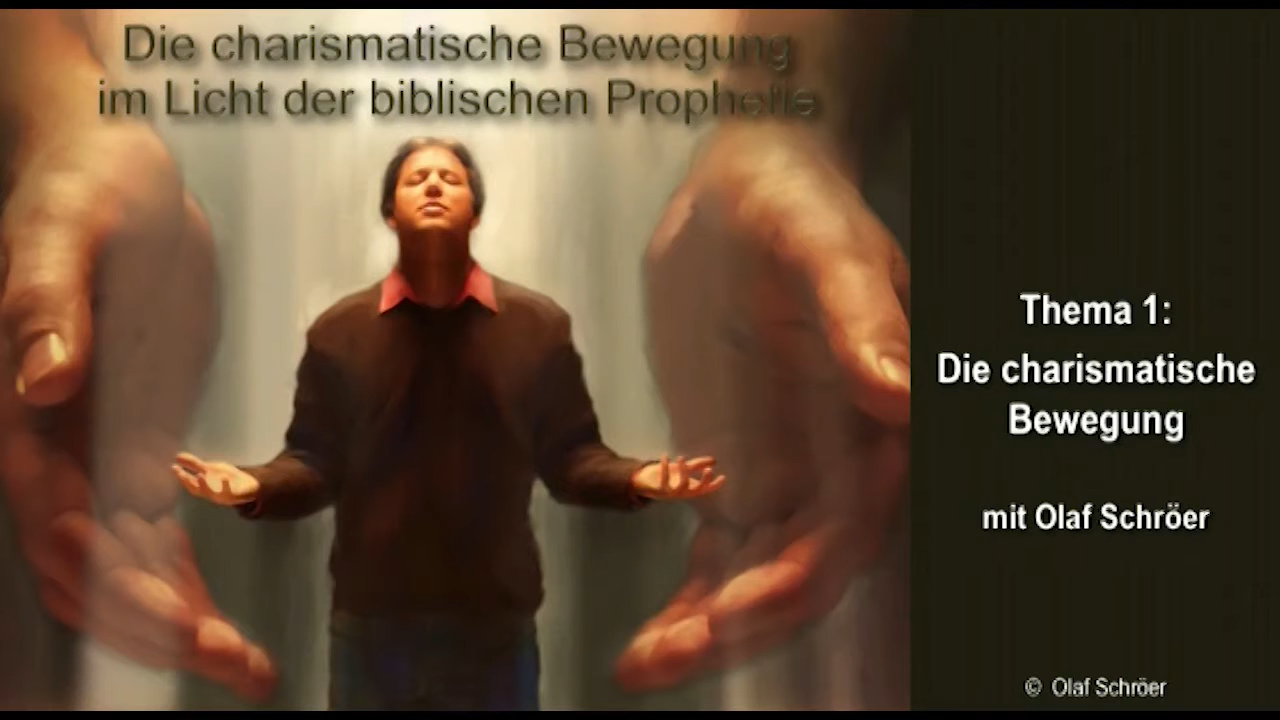 Die charismatische Bewegung
im Licht der biblischen Prophetie
Thema 1:
Die charismatische
Bewegung
mit Olaf Schröer
© Olaf Schröer